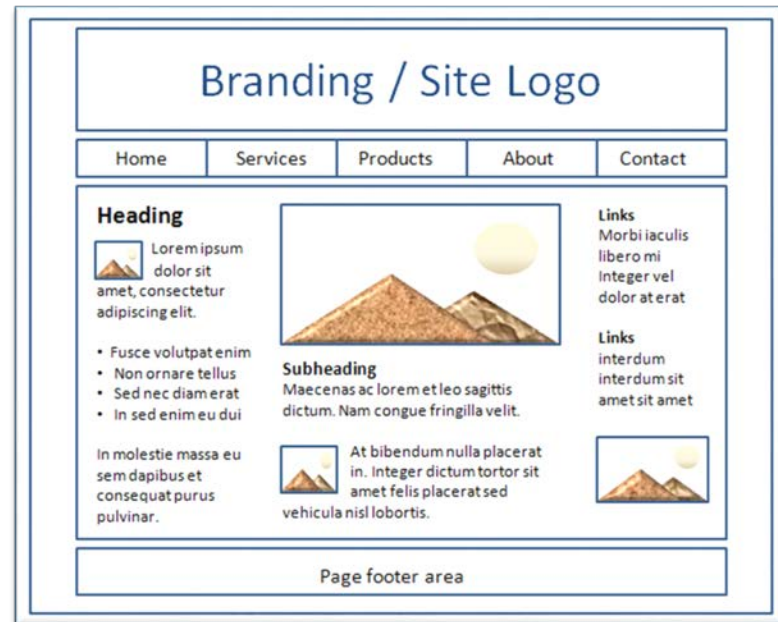 Branding / Site Logo
Home Services Products About Contact
Heading
Lorem ipsum
dolor sit
amet, consectetur
adipiscing elit.
• Fusce volutpat enim
• Non ornare tellus
• Sed nec diam erat
• In sed enim eu dui
In molestie massa eu
sem dapibus et
consequat purus
pulvinar.
Subheading
Maecenas ac lorem et leo sagittis
dictum. Nam congue fringilla velit.
At bibendum nulla placerat
in. Integer dictum tortor sit
amet felis placerat sed
vehicula nisl lobortis.
Links
Morbi iaculis
libero mi
Integer vel
dolor at erat
Links
interdum
interdum sit
amet sit amet
Page footer area